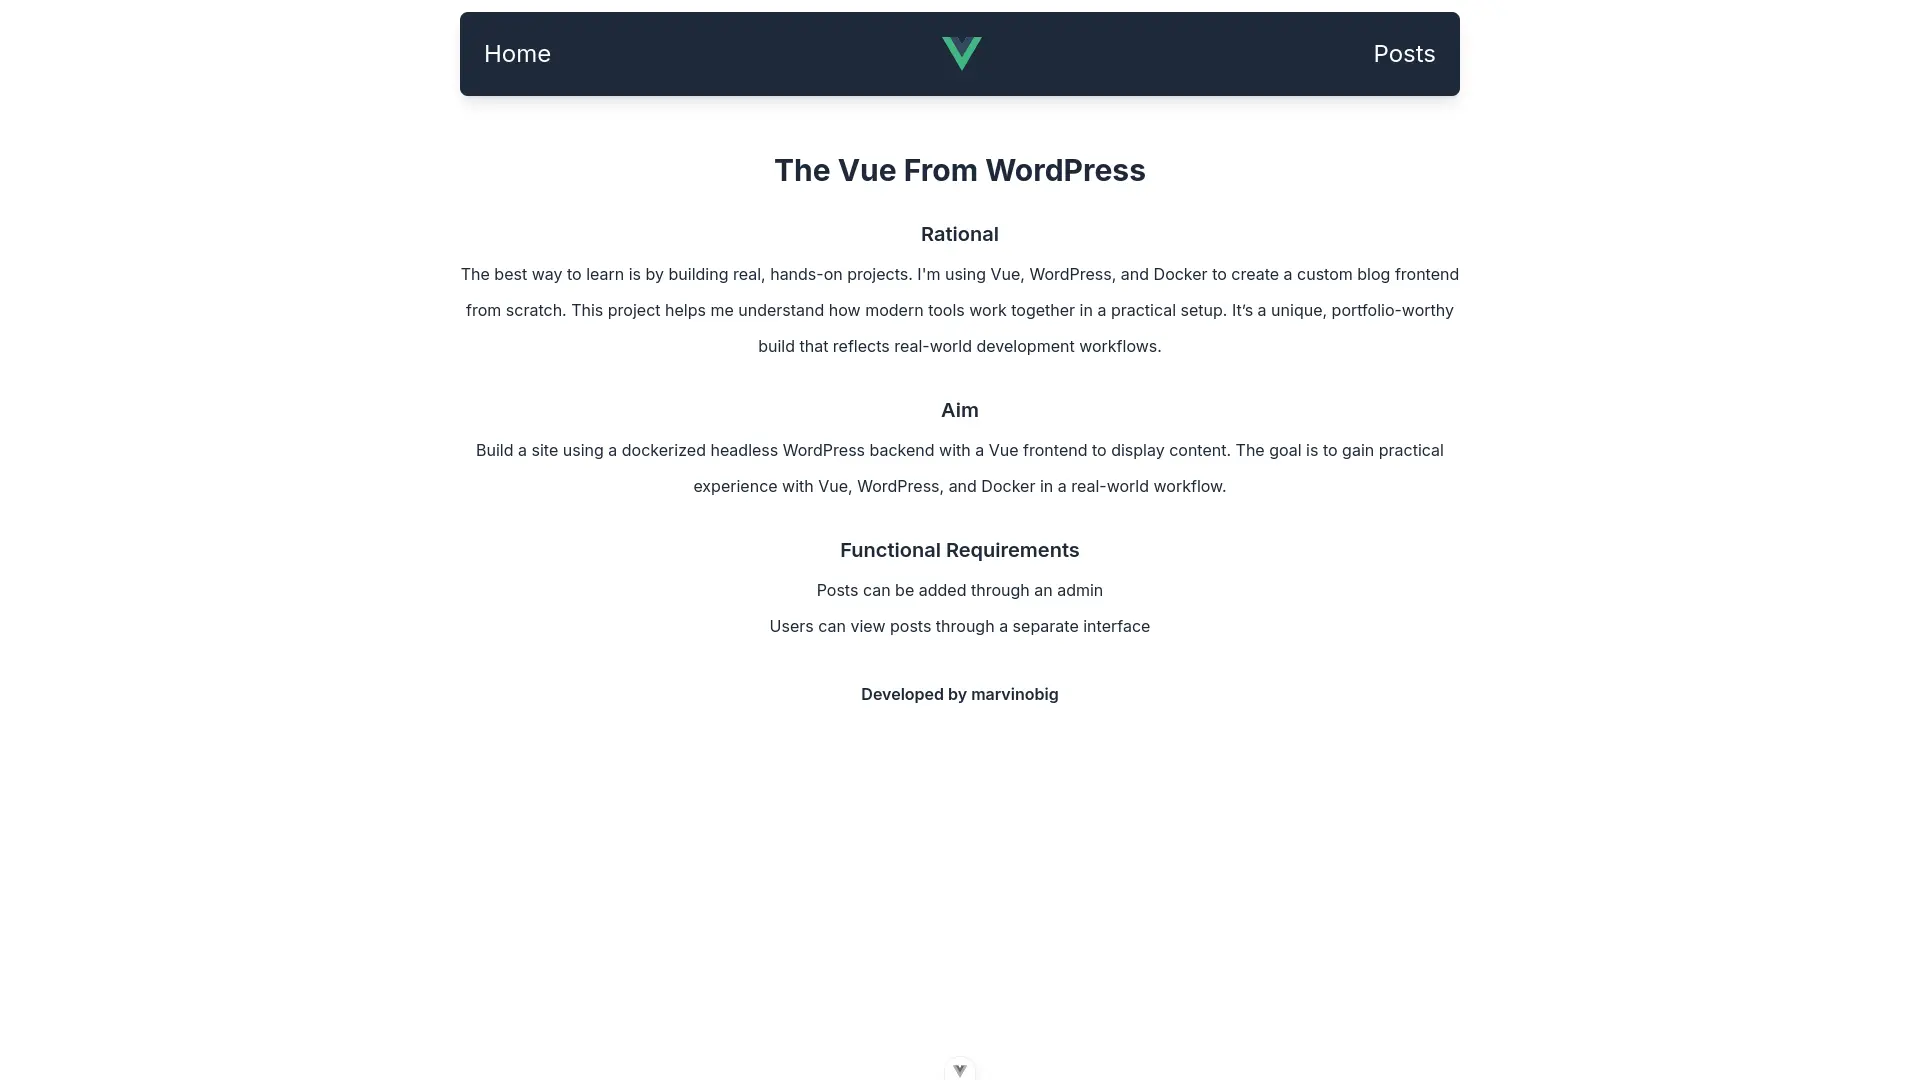 Home
Posts
The Vue From WordPress
Rational
The best way to learn is by building real, hands-on projects. I'm using Vue, WordPress, and Docker to create a custom blog frontend
from scratch. This project helps me understand how modern tools work together in a practical setup. It’s a unique, portfolio-worthy
build that reflects real-world development workflows.
Aim
Build a site using a dockerized headless WordPress backend with a Vue frontend to display content. The goal is to gain practical
experience with Vue, WordPress, and Docker in a real-world workflow.
Functional Requirements
Posts can be added through an admin
Users can view posts through a separate interface
Developed by marvinobig